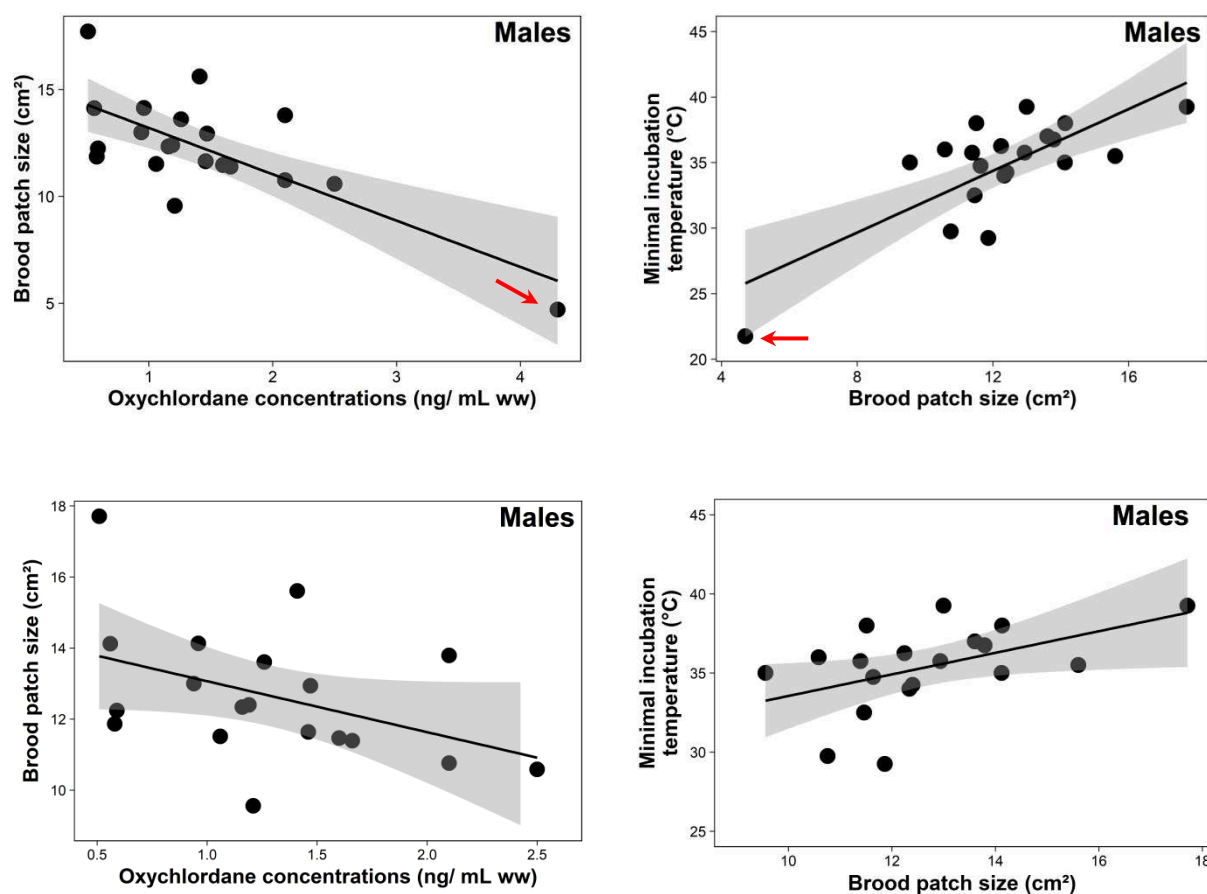 Males
Brood patch size (cm²)
15
10
5
1
2
3
4
Oxychlordane concentrations (ng/ mL ww)
Males
Minimal incubation
temperature (°C)
45
40
35
30
25
20
4
8
12
16
Brood patch size (cm²)
Males
Brood patch size (cm²)
18
16
14
12
10
0.5
1.0
1.5
2.0
2.5
Oxychlordane concentrations (ng/ mL ww)
Males
Minimal incubation
temperature (°C)
45
40
35
30
25
10
12
14
16
18
Brood patch size (cm²)